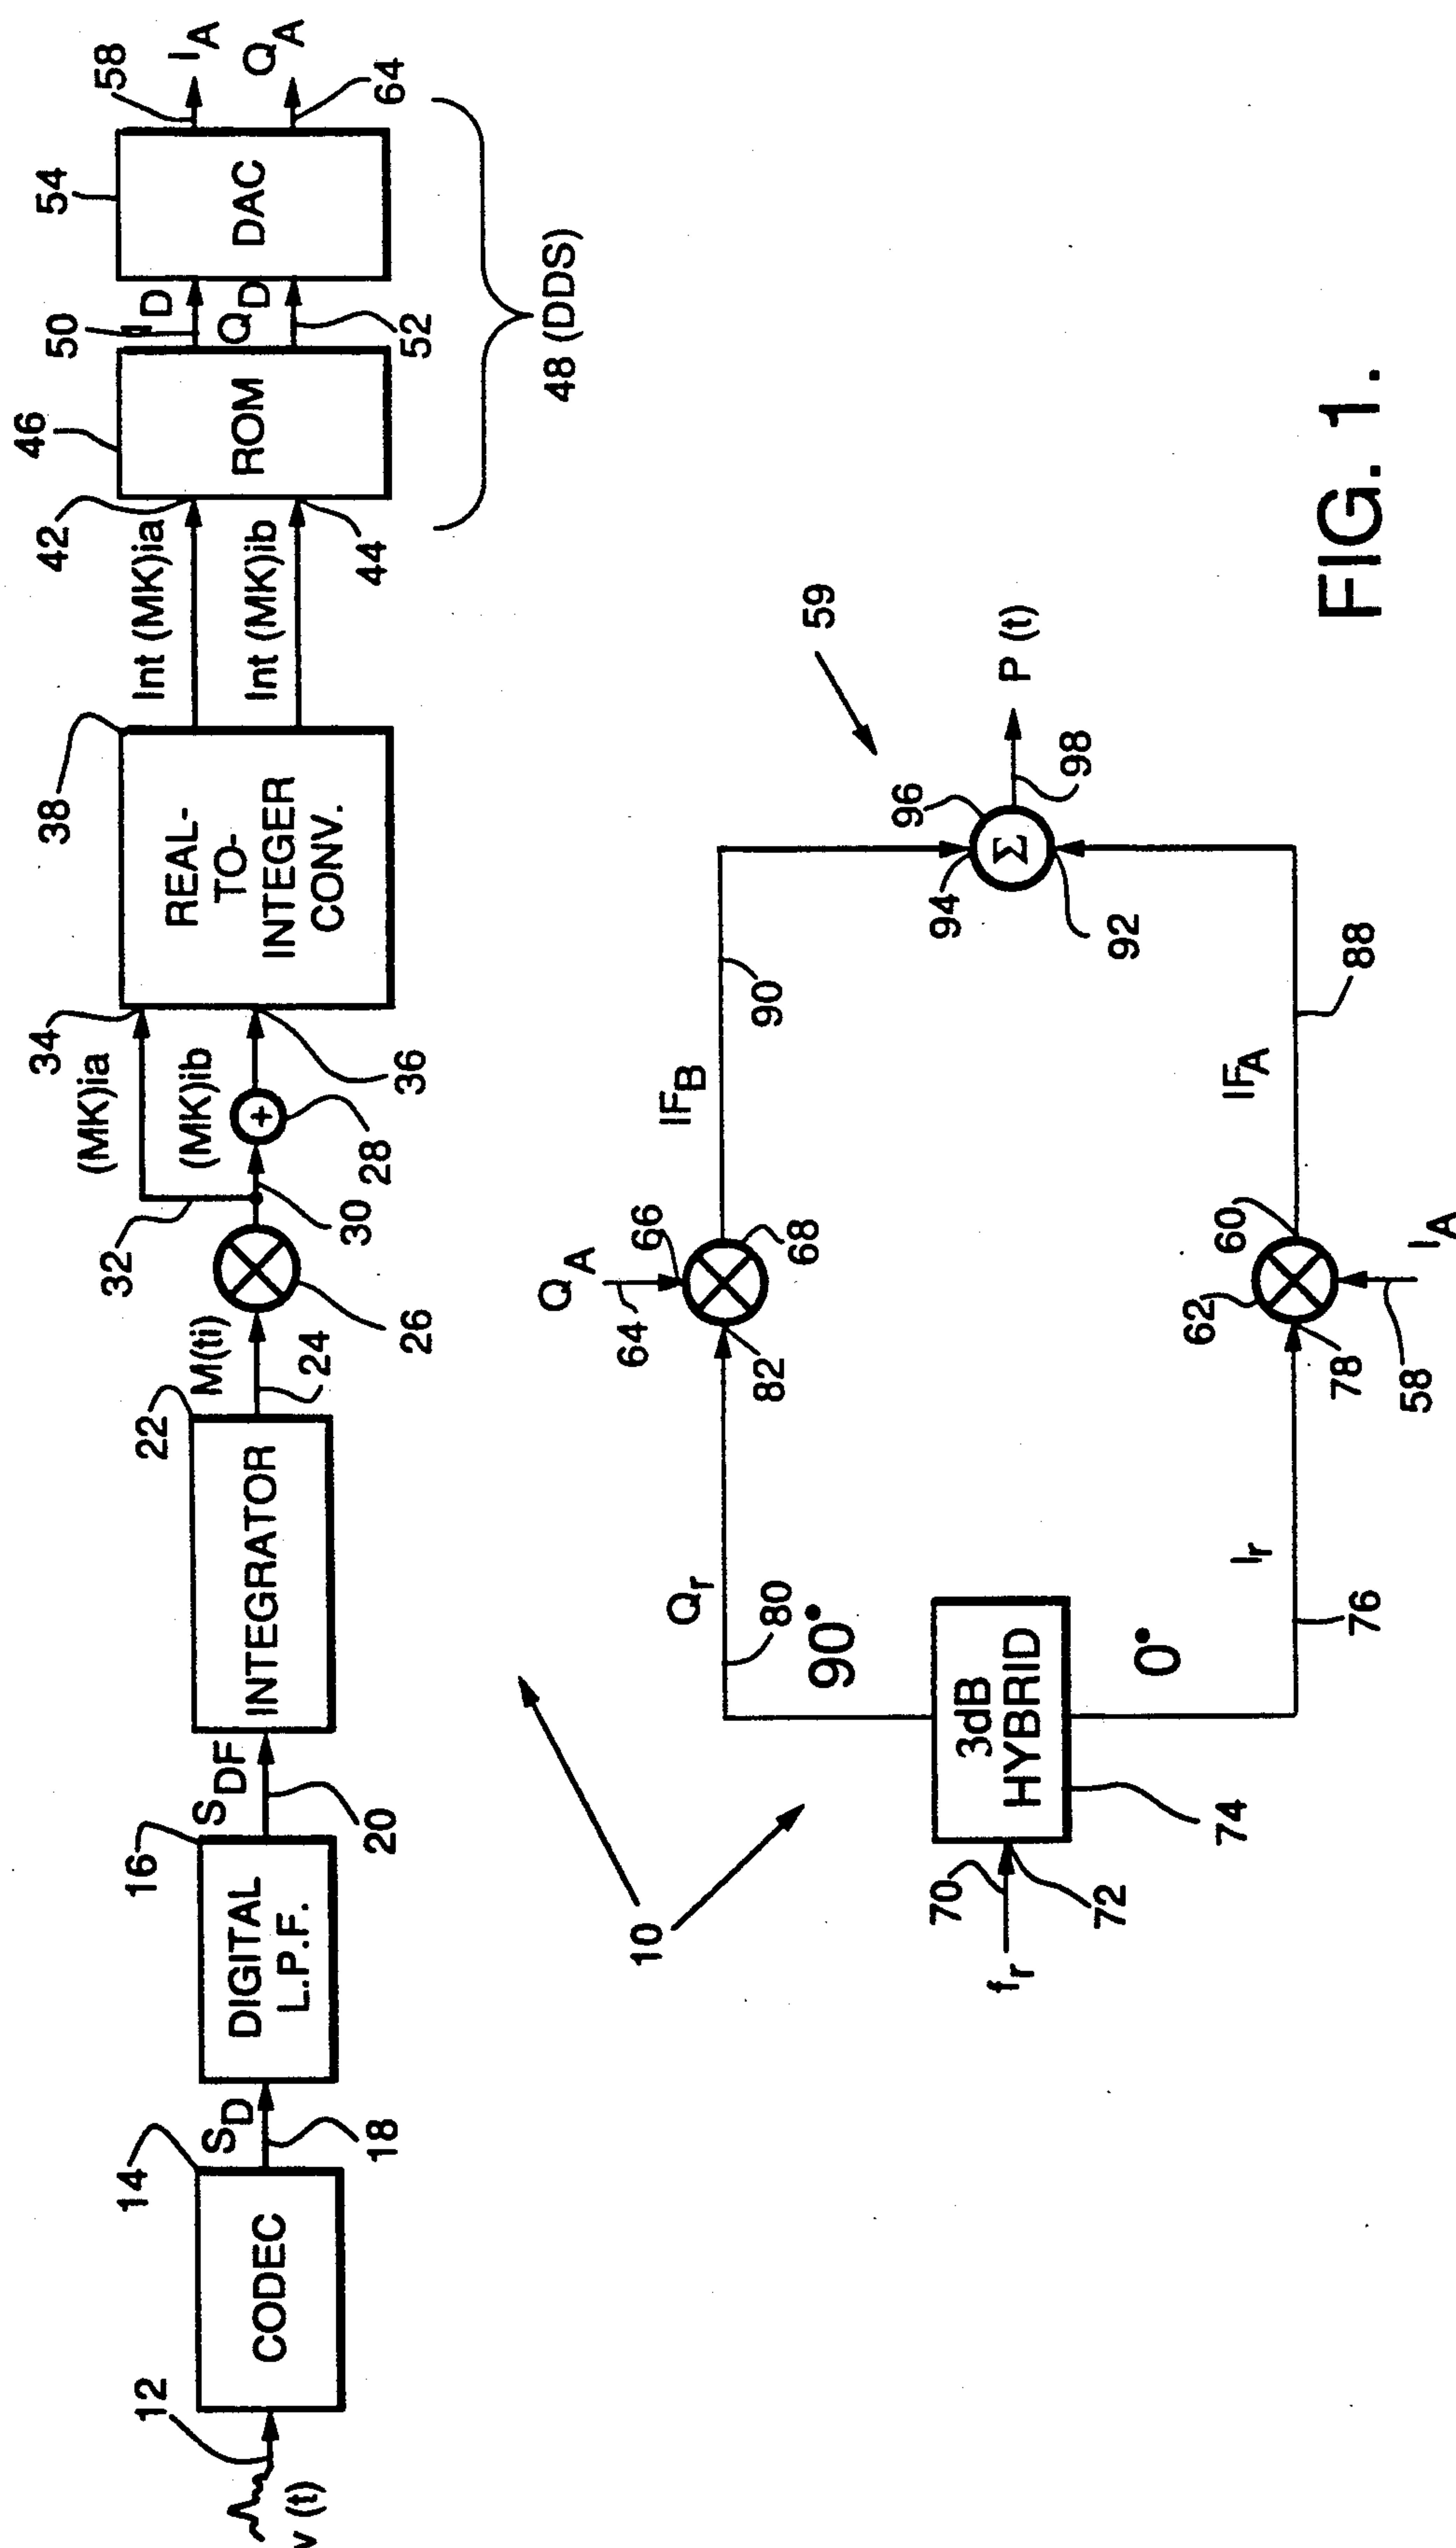 v (t)
12
14
CODEC
S_D
18
16
DIGITAL
L.P.F.
S_DF
20
22
INTEGRATOR
M(ti)
24
26
32
30
28
(MK)ia
(MK)ib
34
36
38
REAL-
TO-
INTEGER
CONV.
Int (MK)ia
Int (MK)ib
42
44
46
ROM
50
I_D
Q_D
52
54
DAC
58
I_A
Q_A
64
48 (DDS)
10
f_r
70
72
3dB
HYBRID
74
90°
0°
Q_r
80
I_r
76
Q_A
64
66
82
68
78
62
60
58
I_A
IF_B
90
IF_A
88
94
96
Σ
92
98
P (t)
59
FIG. 1.